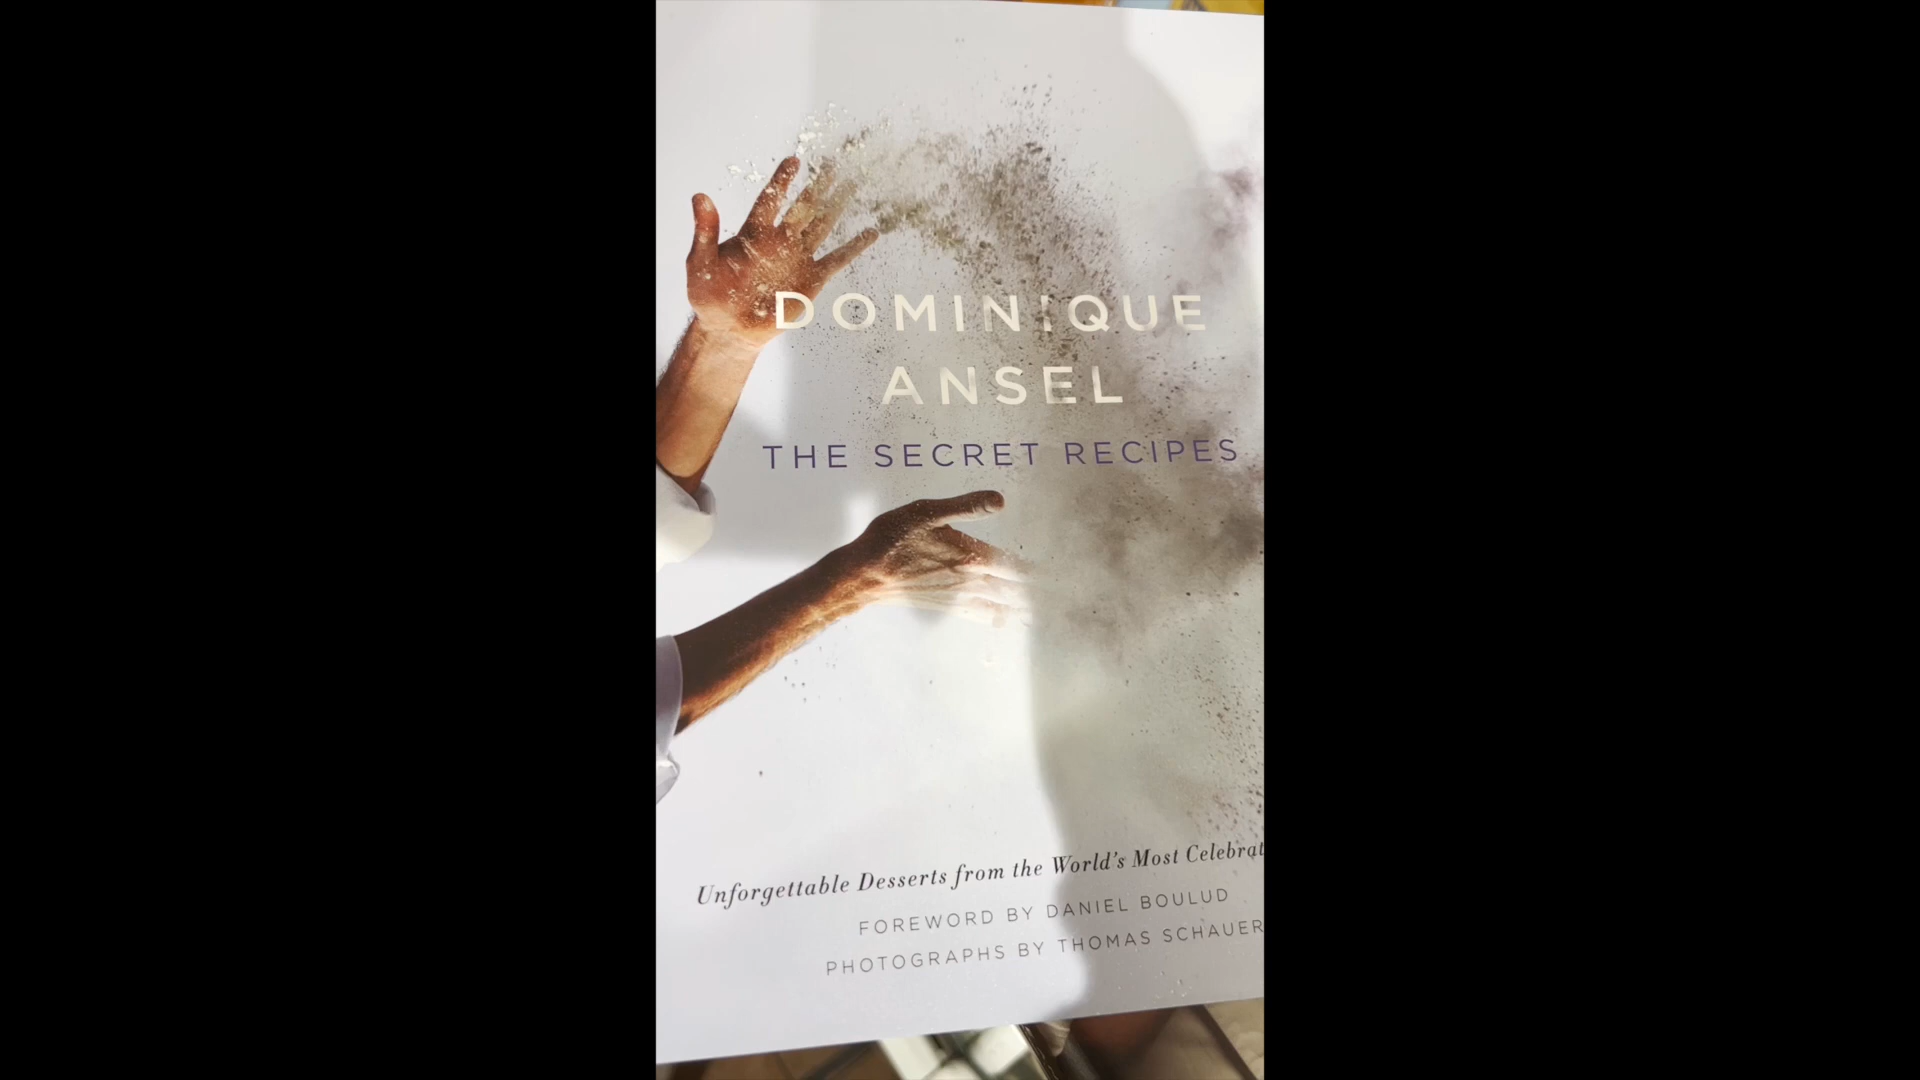 DOMINIQUE
ANSEL
THE SECRET RECIPES
Unforgettable Desserts from the World's Most Celebrat
FOREWORD BY DANIEL BOULUD
PHOTOGRAPHS BY THOMAS SCHAUER